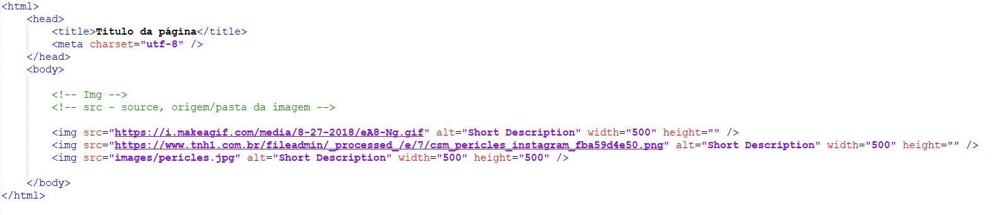 <html>
<head>
<title>Titulo da página</title>
<meta charset="utf-8" />
</head>
<body>
<!-- Img -->
<!-- src - source, origem/pasta da imagem -->
<img src="https://i.makeagif.com/media/8-27-2018/eA8-Ng.gif" alt="Short Description" width="500" height="" />
<img src="https://www.tnh1.com.br/fileadmin/_processed_/e/7/csm_pericles_instagram_fba59d4e50.png" alt="Short Description" width="500" height="" />
<img src="images/pericles.jpg" alt="Short Description" width="500" height="500" />
</body>
</html>